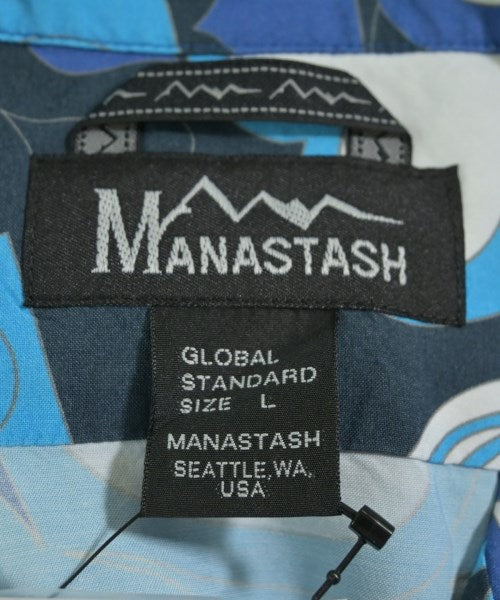 MANASTASH
GLOBAL
STANDARD
SIZE L
MANASTASH
SEATTLE,WA,
USA